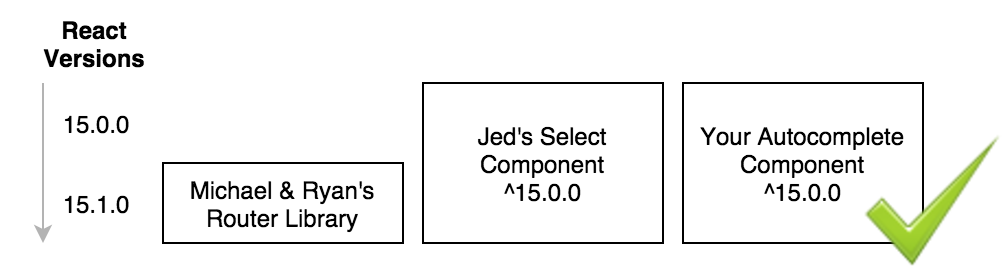 React
Versions
15.0.0
15.1.0
Michael & Ryan's
Router Library
Jed's Select
Component
^15.0.0
Your Autocomplete
Component
^15.0.0